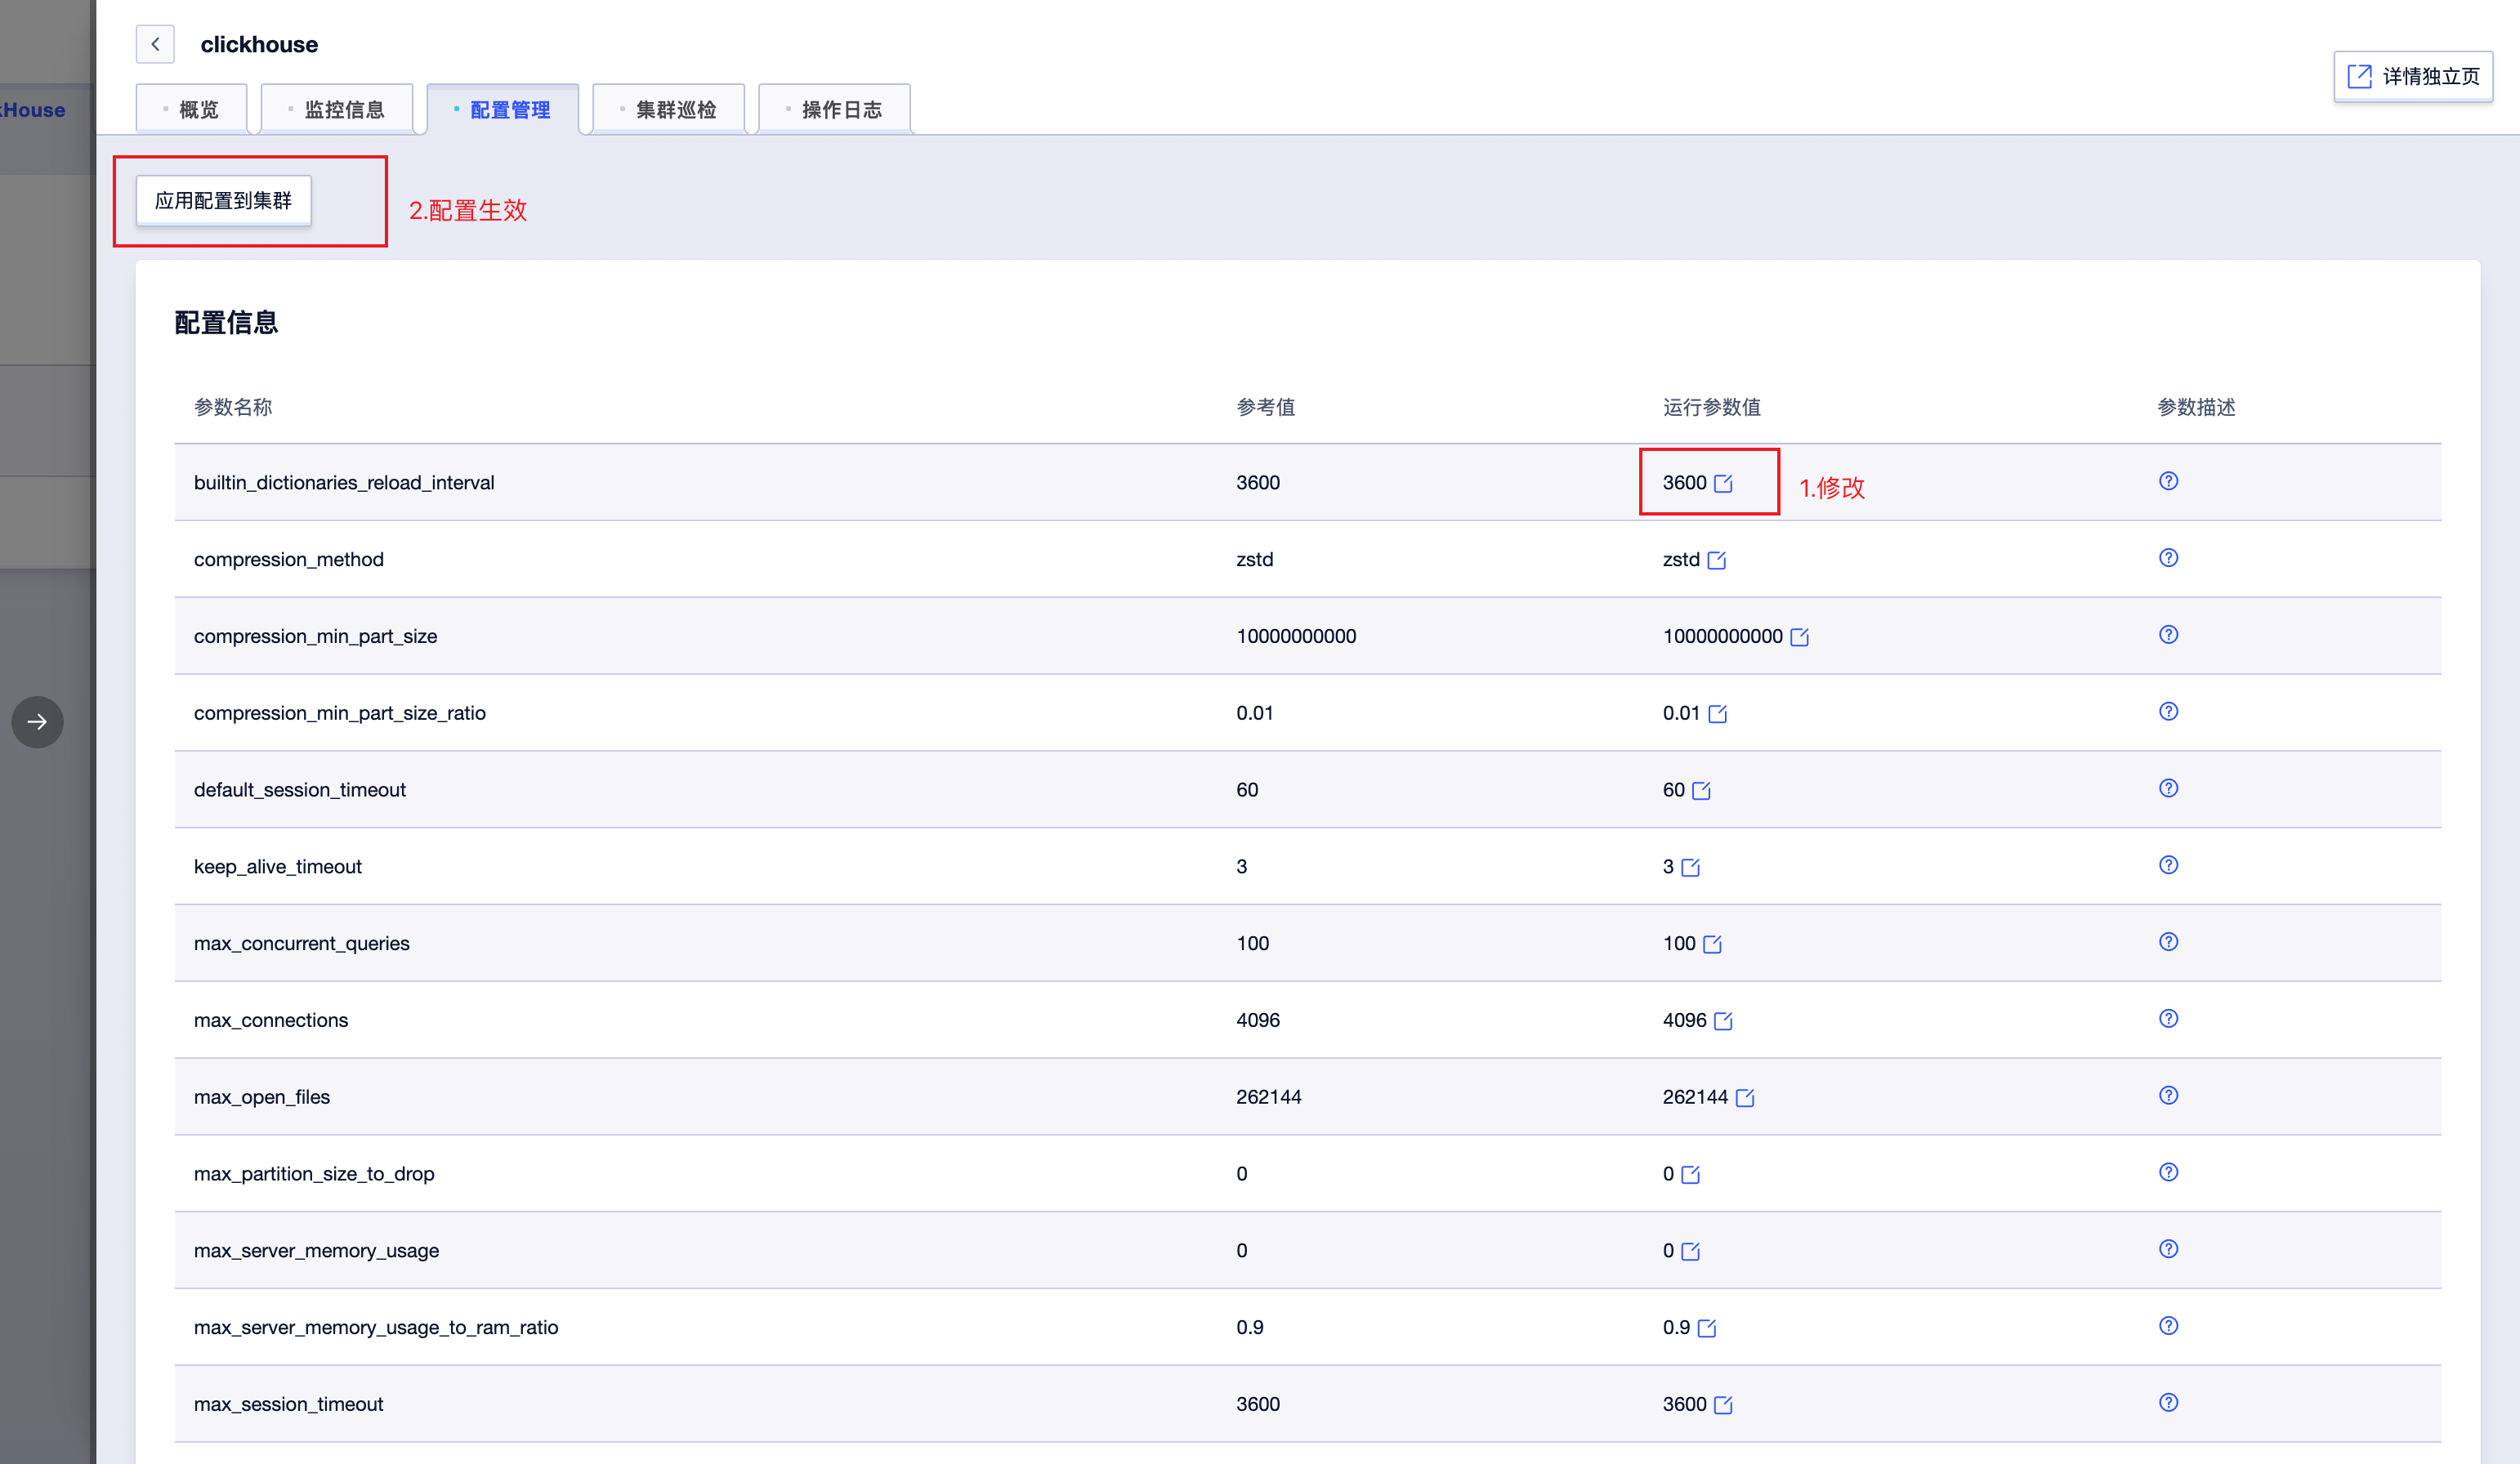 clickhouse
详情独立页
kHouse
概览 监控信息 配置管理 集群巡检 操作日志
应用配置到集群 2.配置生效
配置信息
参数名称 参考值 运行参数值 参数描述
builtin_dictionaries_reload_interval 3600 3600 1.修改
compression_method zstd zstd
compression_min_part_size 10000000000 10000000000
compression_min_part_size_ratio 0.01 0.01
default_session_timeout 60 60
keep_alive_timeout 3 3
max_concurrent_queries 100 100
max_connections 4096 4096
max_open_files 262144 262144
max_partition_size_to_drop 0 0
max_server_memory_usage 0 0
max_server_memory_usage_to_ram_ratio 0.9 0.9
max_session_timeout 3600 3600